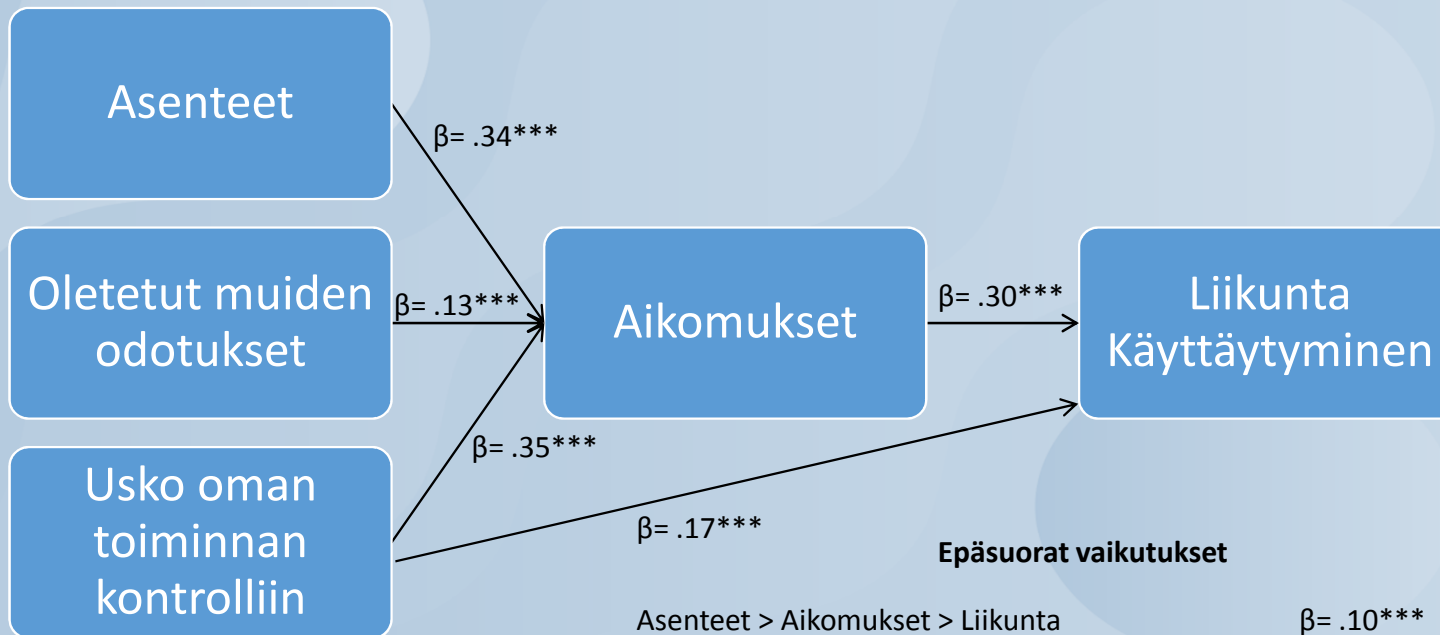 Asenteet
β= .34***
Oletetut muiden
odotukset
β= .13***
Aikomukset
β= .30***
Liikunta
Käyttäytyminen
β= .35***
Usko oman
toiminnan
kontrolliin
β= .17***
Epäsuorat vaikutukset
Asenteet > Aikomukset > Liikunta β= .10***